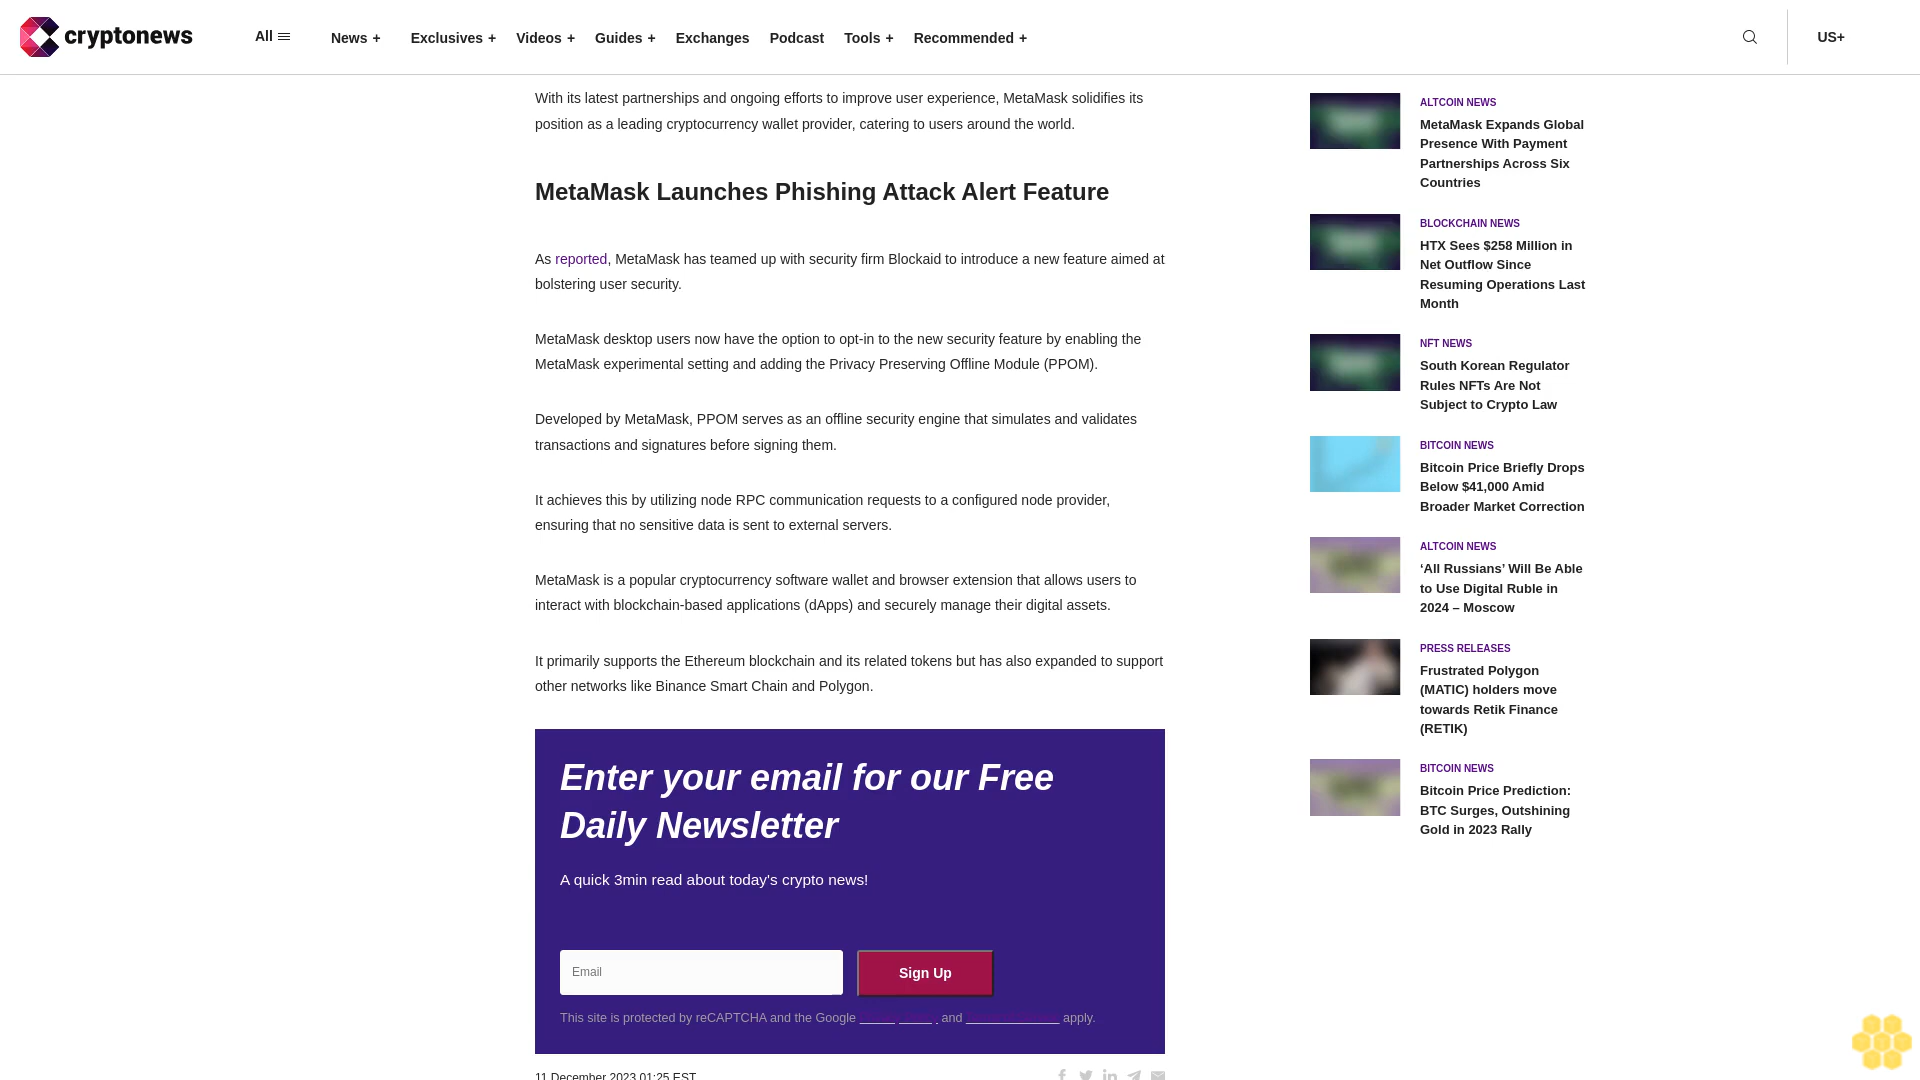 cryptonews
All
News +
Exclusives +
Videos +
Guides +
Exchanges
Podcast
Tools +
Recommended +
US+
With its latest partnerships and ongoing efforts to improve user experience, MetaMask solidifies its
position as a leading cryptocurrency wallet provider, catering to users around the world.
MetaMask Launches Phishing Attack Alert Feature
As reported, MetaMask has teamed up with security firm Blockaid to introduce a new feature aimed at
bolstering user security.
MetaMask desktop users now have the option to opt-in to the new security feature by enabling the
MetaMask experimental setting and adding the Privacy Preserving Offline Module (PPOM).
Developed by MetaMask, PPOM serves as an offline security engine that simulates and validates
transactions and signatures before signing them.
It achieves this by utilizing node RPC communication requests to a configured node provider,
ensuring that no sensitive data is sent to external servers.
MetaMask is a popular cryptocurrency software wallet and browser extension that allows users to
interact with blockchain-based applications (dApps) and securely manage their digital assets.
It primarily supports the Ethereum blockchain and its related tokens but has also expanded to support
other networks like Binance Smart Chain and Polygon.
Enter your email for our Free
Daily Newsletter
A quick 3min read about today's crypto news!
Email
Sign Up
This site is protected by reCAPTCHA and the Google and apply.
11 December 2023 01:25 EST
ALTCOIN NEWS
MetaMask Expands Global
Presence With Payment
Partnerships Across Six
Countries
BLOCKCHAIN NEWS
HTX Sees $258 Million in
Net Outflow Since
Resuming Operations Last
Month
NFT NEWS
South Korean Regulator
Rules NFTs Are Not
Subject to Crypto Law
BITCOIN NEWS
Bitcoin Price Briefly Drops
Below $41,000 Amid
Broader Market Correction
ALTCOIN NEWS
‘All Russians’ Will Be Able
to Use Digital Ruble in
2024 – Moscow
PRESS RELEASES
Frustrated Polygon
(MATIC) holders move
towards Retik Finance
(RETIK)
BITCOIN NEWS
Bitcoin Price Prediction:
BTC Surges, Outshining
Gold in 2023 Rally